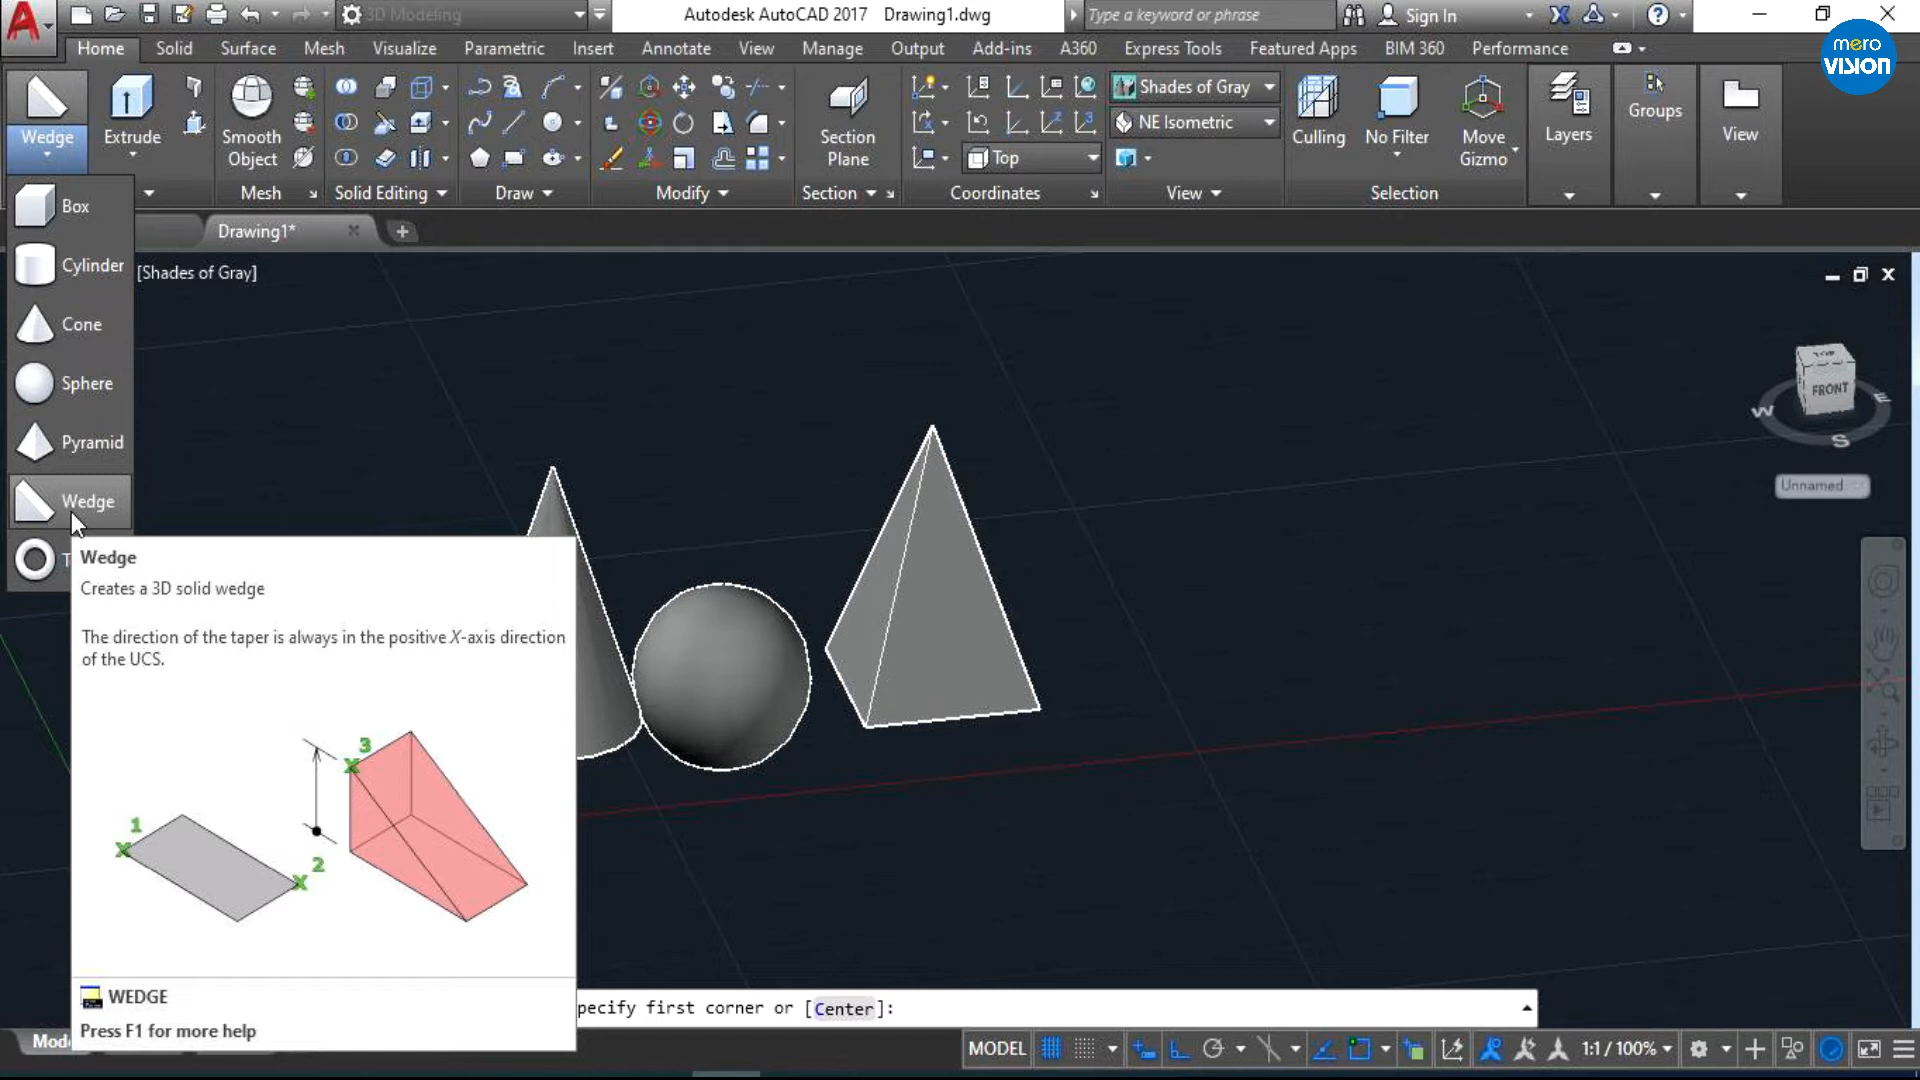 3D Modeling
Autodesk AutoCAD 2017 Drawing1.dwg
Type a keyword or phrase
Sign In
mero
VISION
Home Solid Surface Mesh Visualize Parametric Insert Annotate View Manage Output Add-ins A360 Express Tools Featured Apps BIM 360 Performance
Wedge
Extrude
Smooth
Object
Section
Plane
Shades of Gray
NE Isometric
Top
Culling
No Filter
Move
Gizmo
Layers
Groups
View
Mesh
Solid Editing
Draw
Modify
Section
Coordinates
View
Selection
Box
Cylinder
Cone
Sphere
Pyramid
Wedge
T
Drawing1*
[Shades of Gray]
TOP
FRONT
W
E
S
Unnamed
Wedge
Creates a 3D solid wedge
The direction of the taper is always in the positive X-axis direction
of the UCS.
1
2
3
WEDGE
Press F1 for more help
pecify first corner or [Center]:
Mod
MODEL
1:1 / 100%